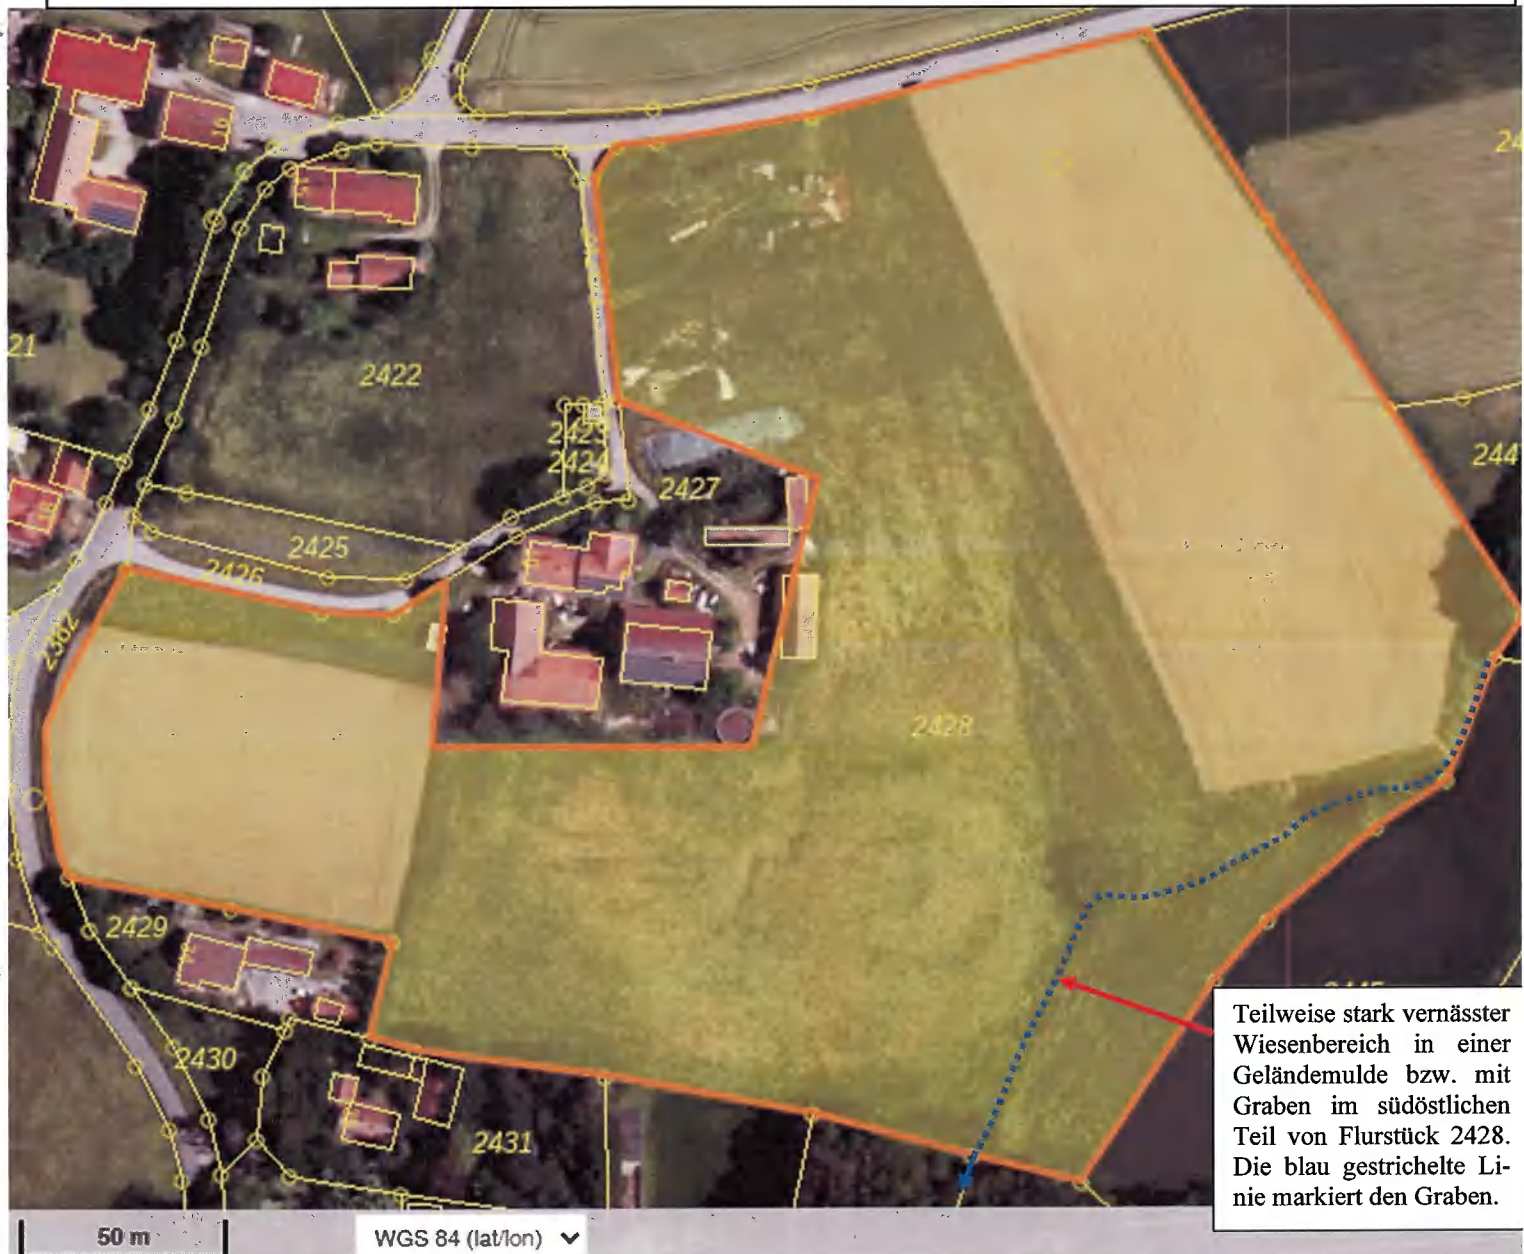 21
2422
2424
2427
2425
2426
2382
2428
24
244
2429
2430
2431
Teilweise stark vernässter
Wiesenbereich in einer
Geländemulde bzw. mit
Graben im südöstlichen
Teil von Flurstück 2428.
Die blau gestrichelte Li-
nie markiert den Graben.
50 m
WGS 84 (lat/lon)